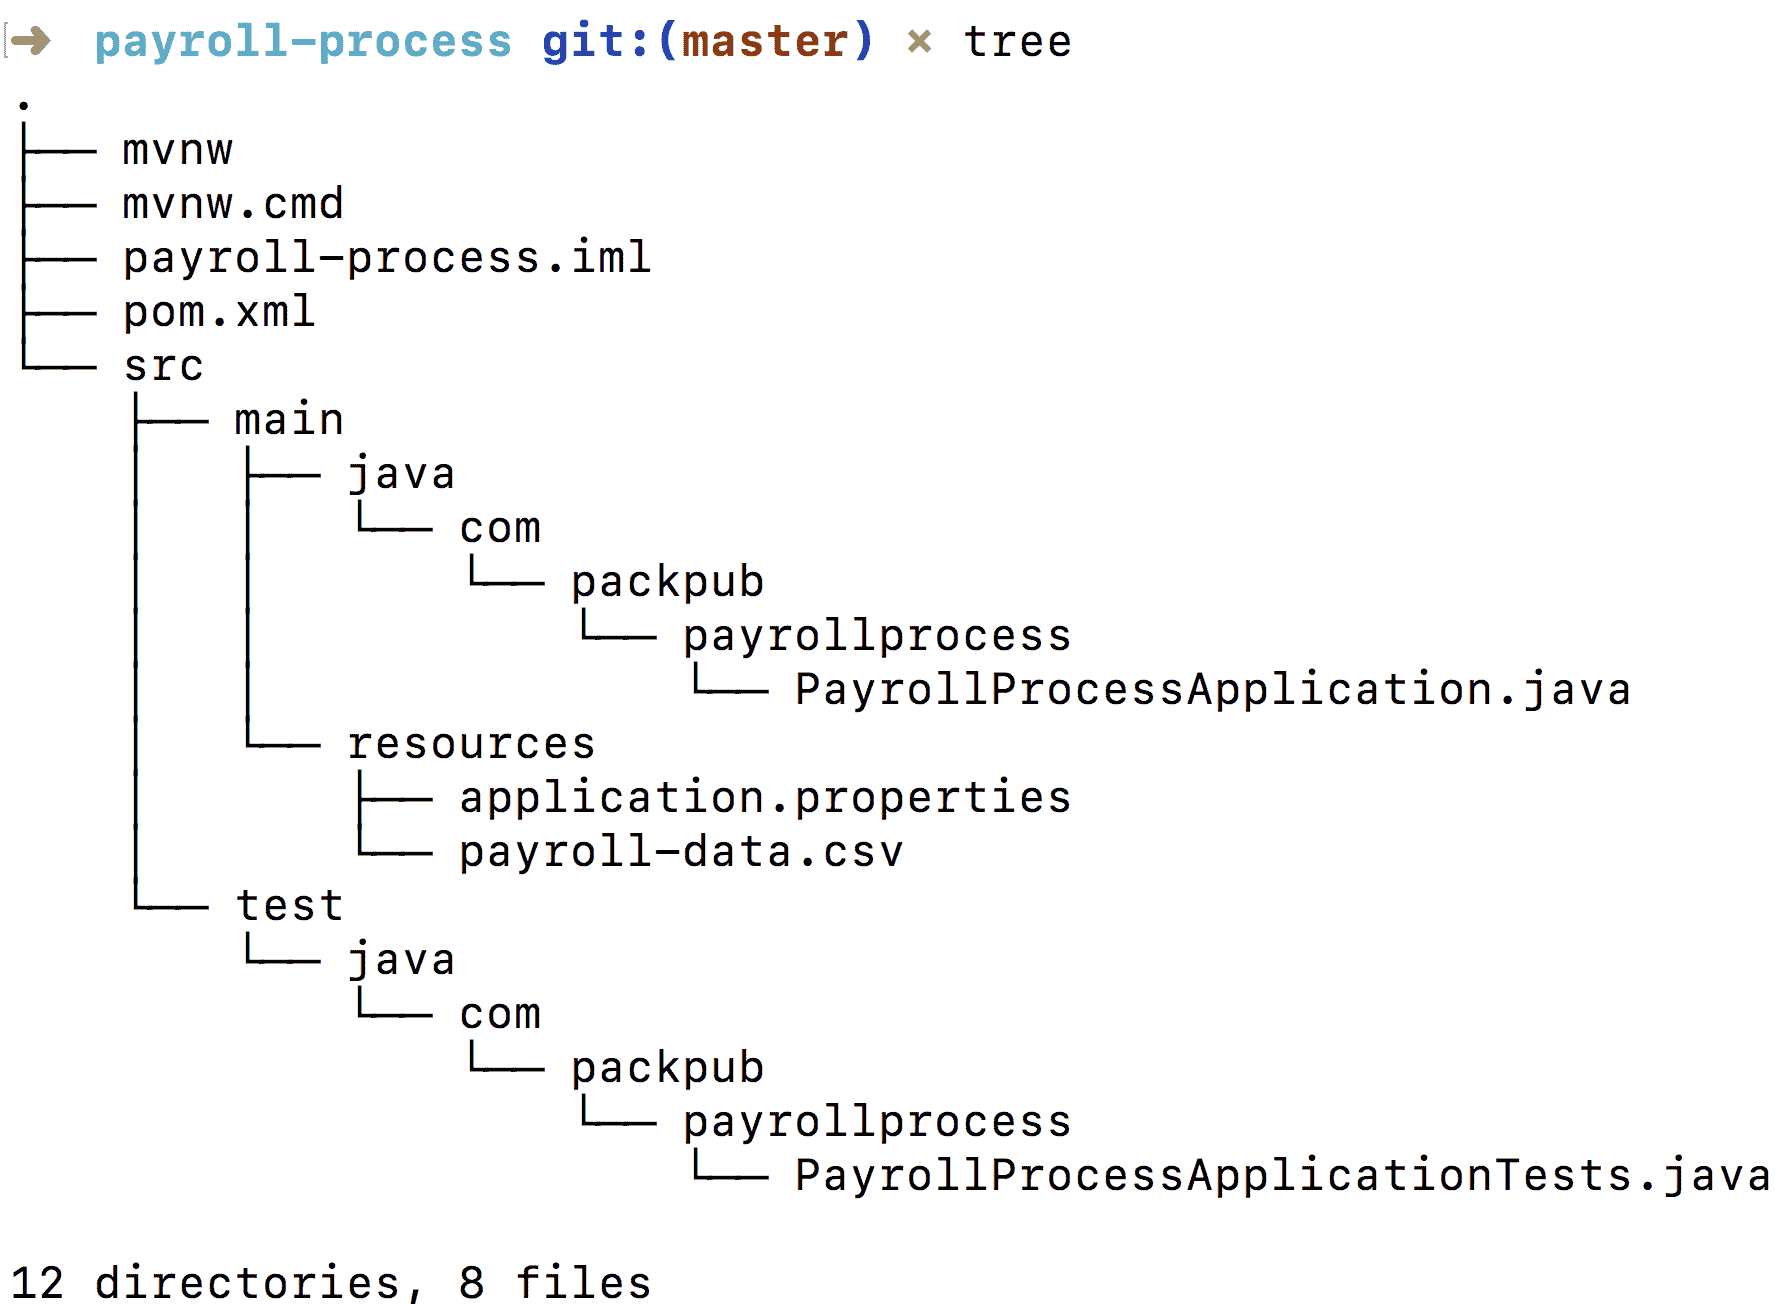 ➜ payroll-process git:(master) × tree
.
├── mvnw
├── mvnw.cmd
├── payroll-process.iml
├── pom.xml
└── src
    ├── main
    │   ├── java
    │   │   └── com
    │   │       └── packpub
    │   │           └── payrollprocess
    │   │               └── PayrollProcessApplication.java
    │   └── resources
    │       ├── application.properties
    │       └── payroll-data.csv
    └── test
        └── java
            └── com
                └── packpub
                    └── payrollprocess
                        └── PayrollProcessApplicationTests.java
12 directories, 8 files